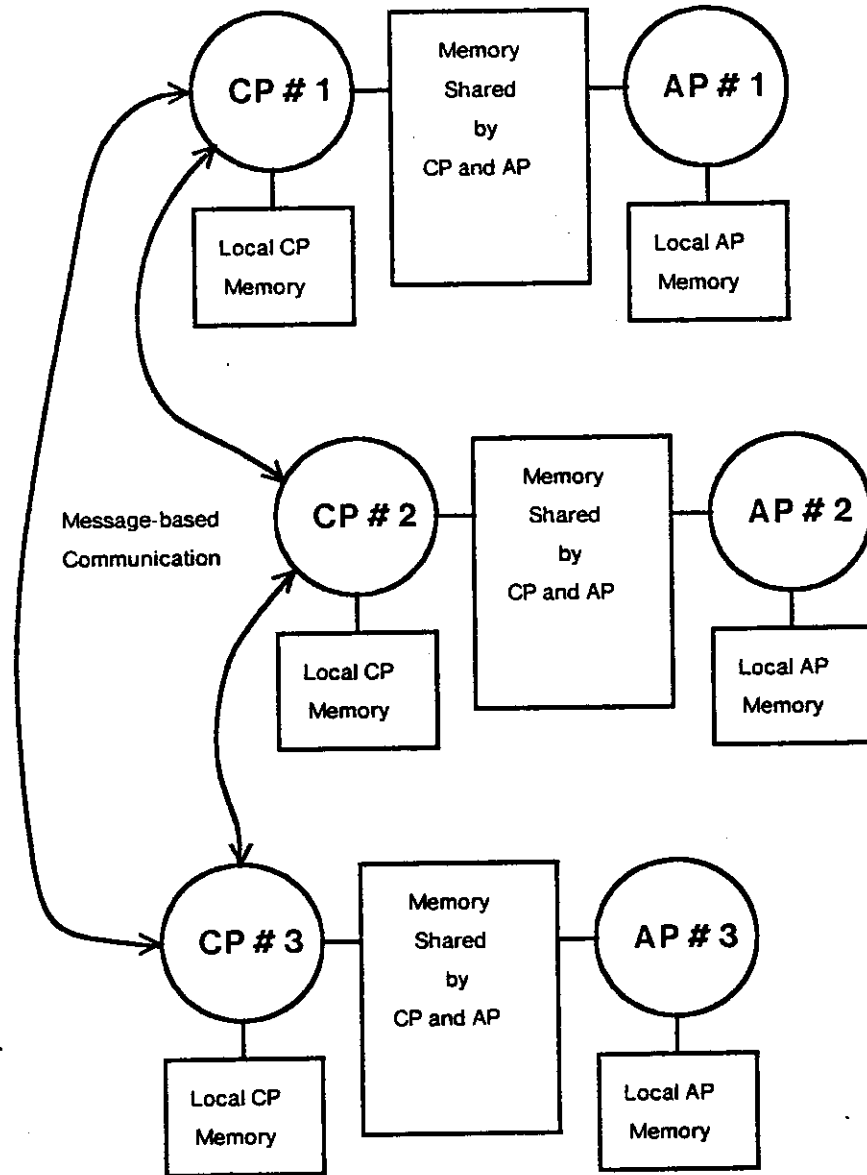 CP # 1
Memory
Shared
by
CP and AP
AP # 1
Local CP
Memory
Local AP
Memory
Message-based
Communication
CP # 2
Memory
Shared
by
CP and AP
AP # 2
Local CP
Memory
Local AP
Memory
CP # 3
Memory
Shared
by
CP and AP
AP # 3
Local CP
Memory
Local AP
Memory